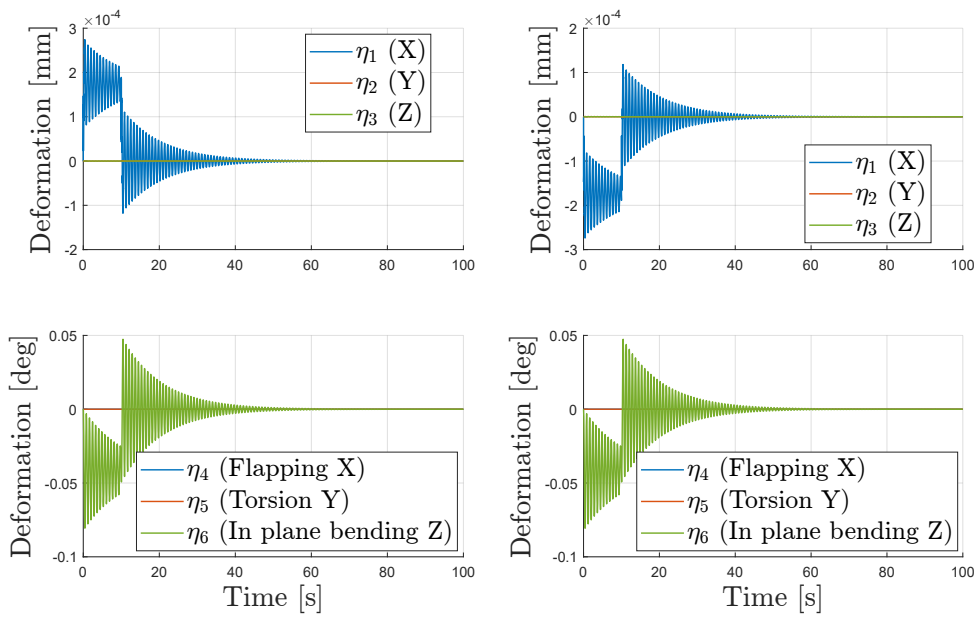 ×10-4
Deformation [mm]
3
2
1
0
-1
-2
0 20 40 60 80 100
η1 (X)
η2 (Y)
η3 (Z)
×10-4
Deformation [mm]
2
1
0
-1
-2
-3
0 20 40 60 80 100
η1 (X)
η2 (Y)
η3 (Z)
Deformation [deg]
0.05
0
-0.05
-0.1
0 20 40 60 80 100
Time [s]
η4 (Flapping X)
η5 (Torsion Y)
η6 (In plane bending Z)
Deformation [deg]
0.05
0
-0.05
-0.1
0 20 40 60 80 100
Time [s]
η4 (Flapping X)
η5 (Torsion Y)
η6 (In plane bending Z)